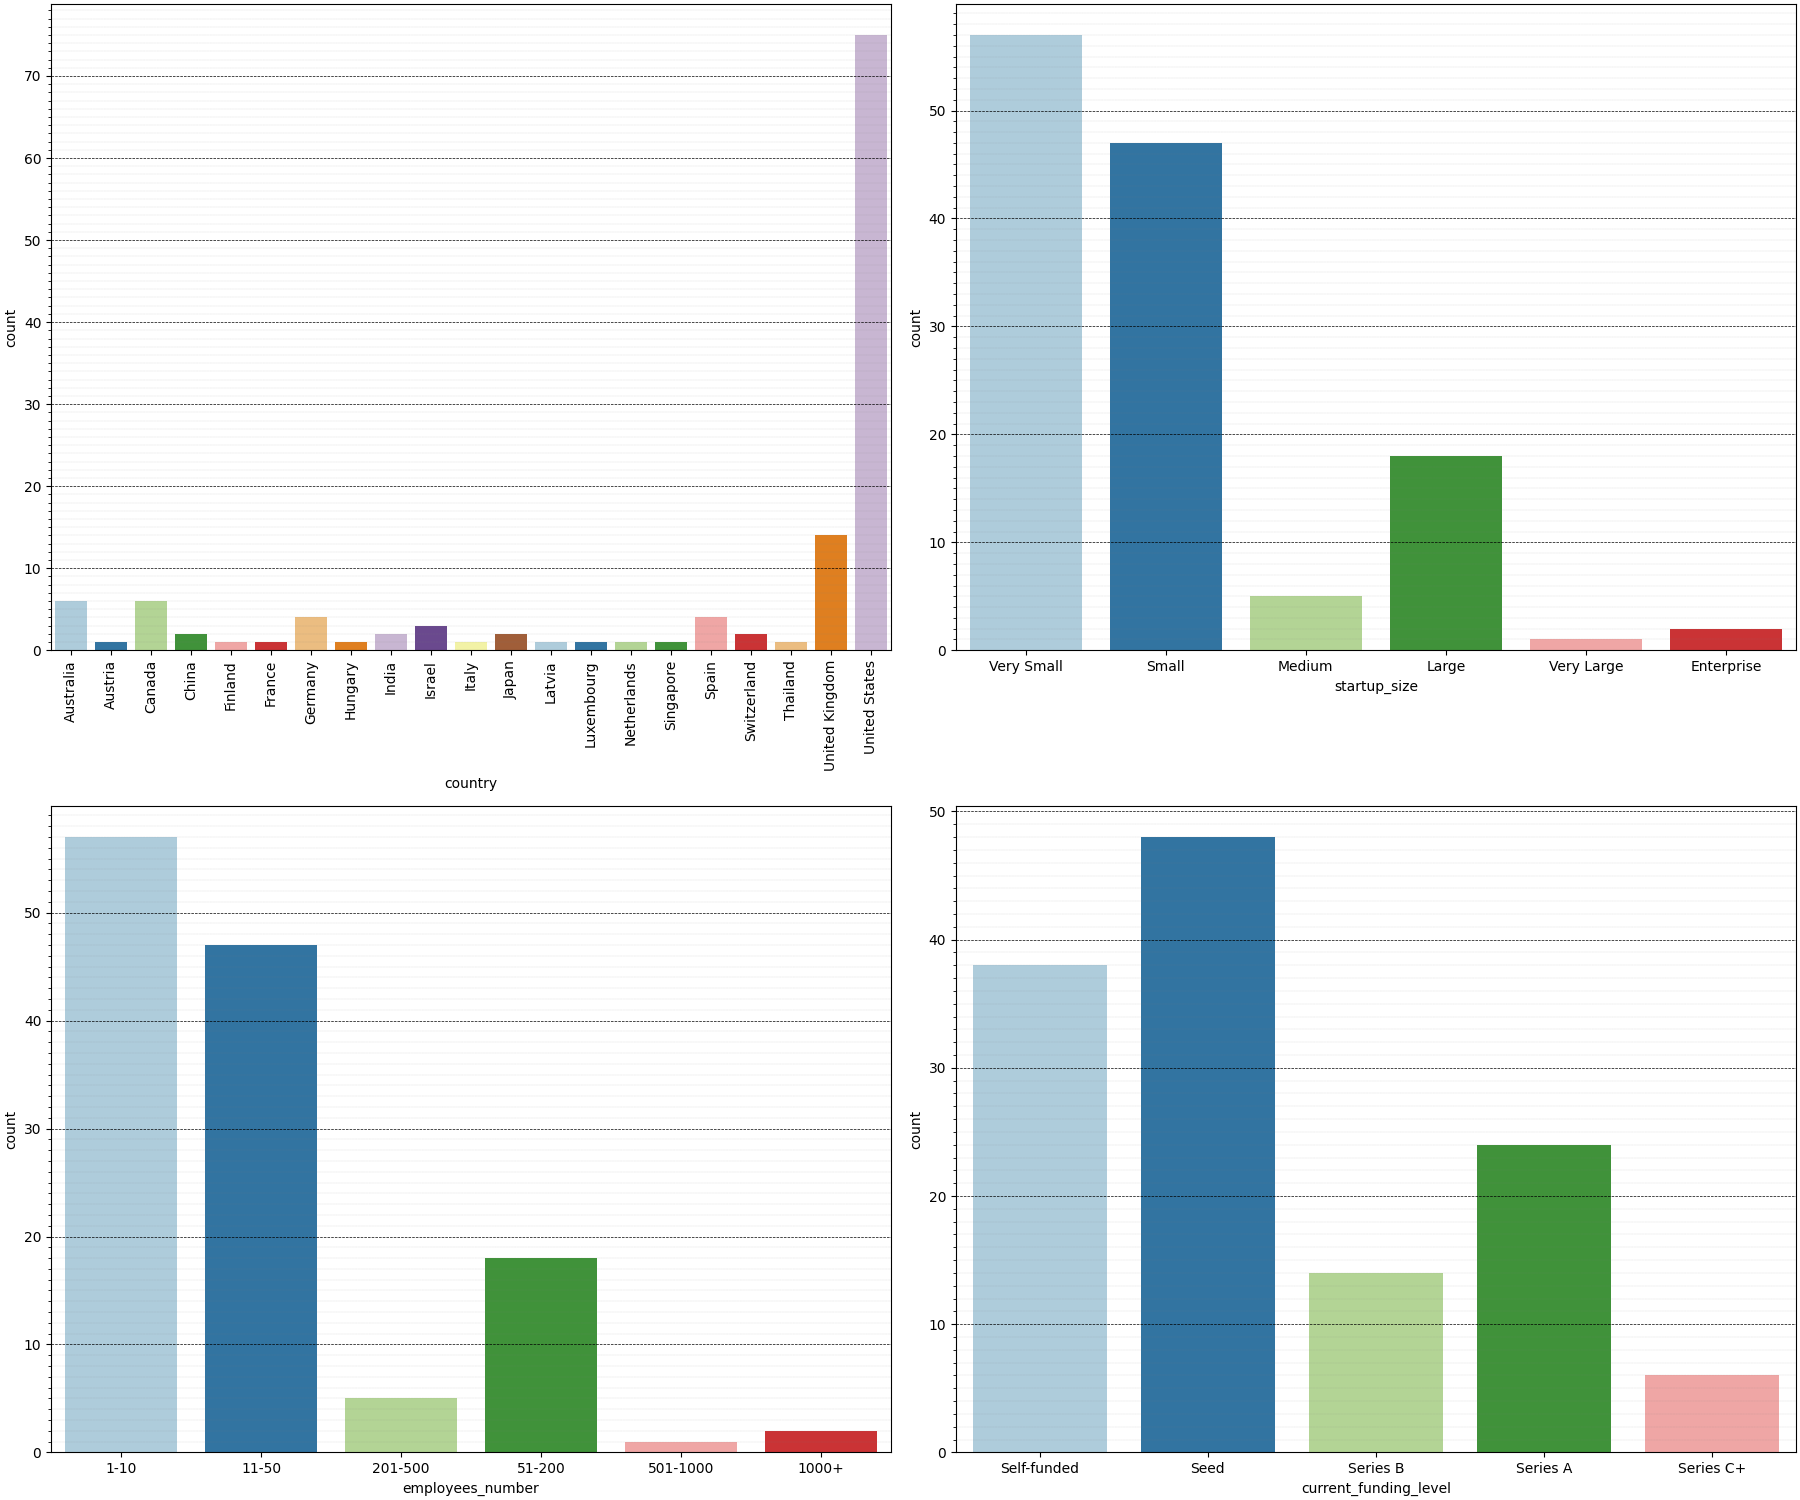 70
60
50
40
30
20
10
0
count
Australia
Austria
Canada
China
Finland
France
Germany
Hungary
India
Israel
Italy
Japan
Latvia
Luxembourg
Netherlands
Singapore
Spain
Switzerland
Thailand
United Kingdom
United States
country
50
40
30
20
10
0
count
Very Small
Small
Medium
Large
Very Large
Enterprise
startup_size
50
40
30
20
10
0
count
1-10
11-50
201-500
51-200
501-1000
1000+
employees_number
50
40
30
20
10
0
count
Self-funded
Seed
Series B
Series A
Series C+
current_funding_level